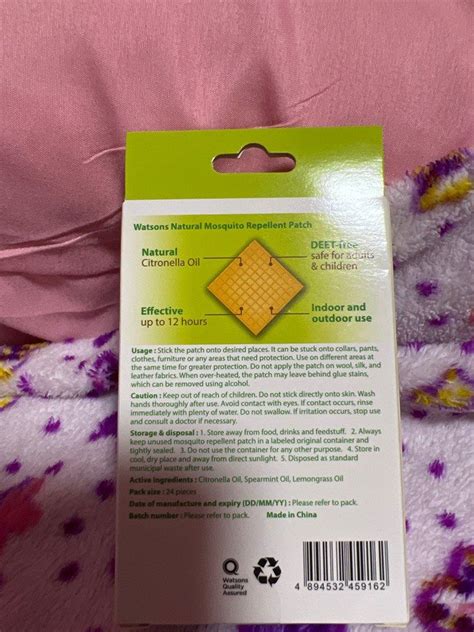 Watsons Natural Mosquito Repellent Patch
Natural
Citronella Oil
DEET-free
safe for adults
& children
Effective
up to 12 hours
Indoor and
outdoor use
Usage : Stick the patch onto desired places. It can be stuck onto collars, pants,
clothes, furniture or any areas that need protection. Use on different areas at
the same time for greater protection. Do not apply the patch on wool, silk, and
leather fabrics. When over-heated, the patch may leave behind glue stains,
which can be removed using alcohol.
Caution : Keep out of reach of children. Do not stick directly onto skin. Wash
hands thoroughly after use. Avoid contact with eyes. If contact occurs, rinse
immediately with plenty of water. Do not swallow. If irritation occurs, stop use
and consult a doctor if necessary.
Storage & disposal : 1. Store away from food, drinks and feedstuff. 2. Always
keep unused mosquito repellent patch in a labeled original container and
tightly sealed. 3. Do not use the container for any other purpose. 4. Store in
cool, dry place and away from direct sunlight. 5. Disposed as standard
municipal waste after use.
Active Ingredients : Citronella Oil, Spearmint Oil, Lemongrass Oil
Pack size : 24 pieces
Date of manufacture and expiry (DD/MM/YY) : Please refer to pack.
Batch number : Please refer to pack. Made in China
Watsons
Quality
Assured
4 894532 459162